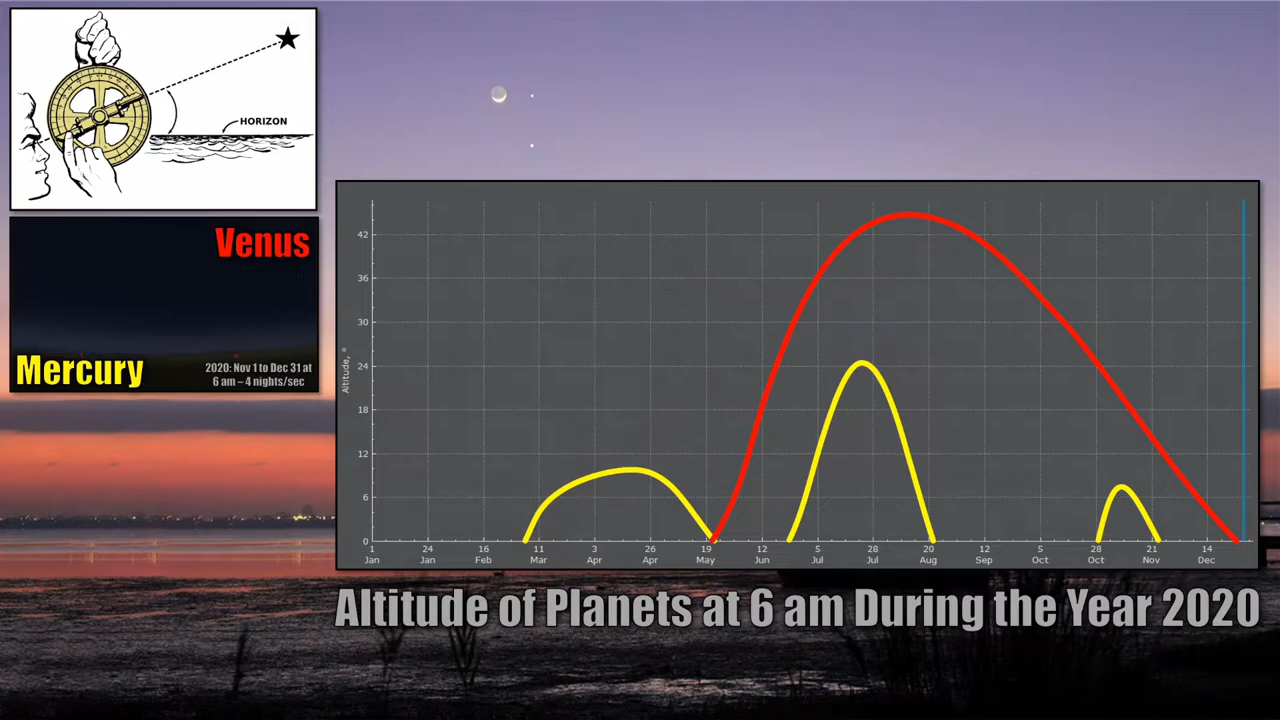 HORIZON
Venus
Mercury
2020: Nov 1 to Dec 31 at
6 am – 4 nights/sec
Altitude, °
42
36
30
24
18
12
6
0
1 24 16 11 3 26 19 12 5 28 20 12 5 28 21 14
Jan Jan Feb Mar Apr Apr May Jun Jul Jul Aug Sep Oct Oct Nov Dec
Altitude of Planets at 6 am During the Year 2020